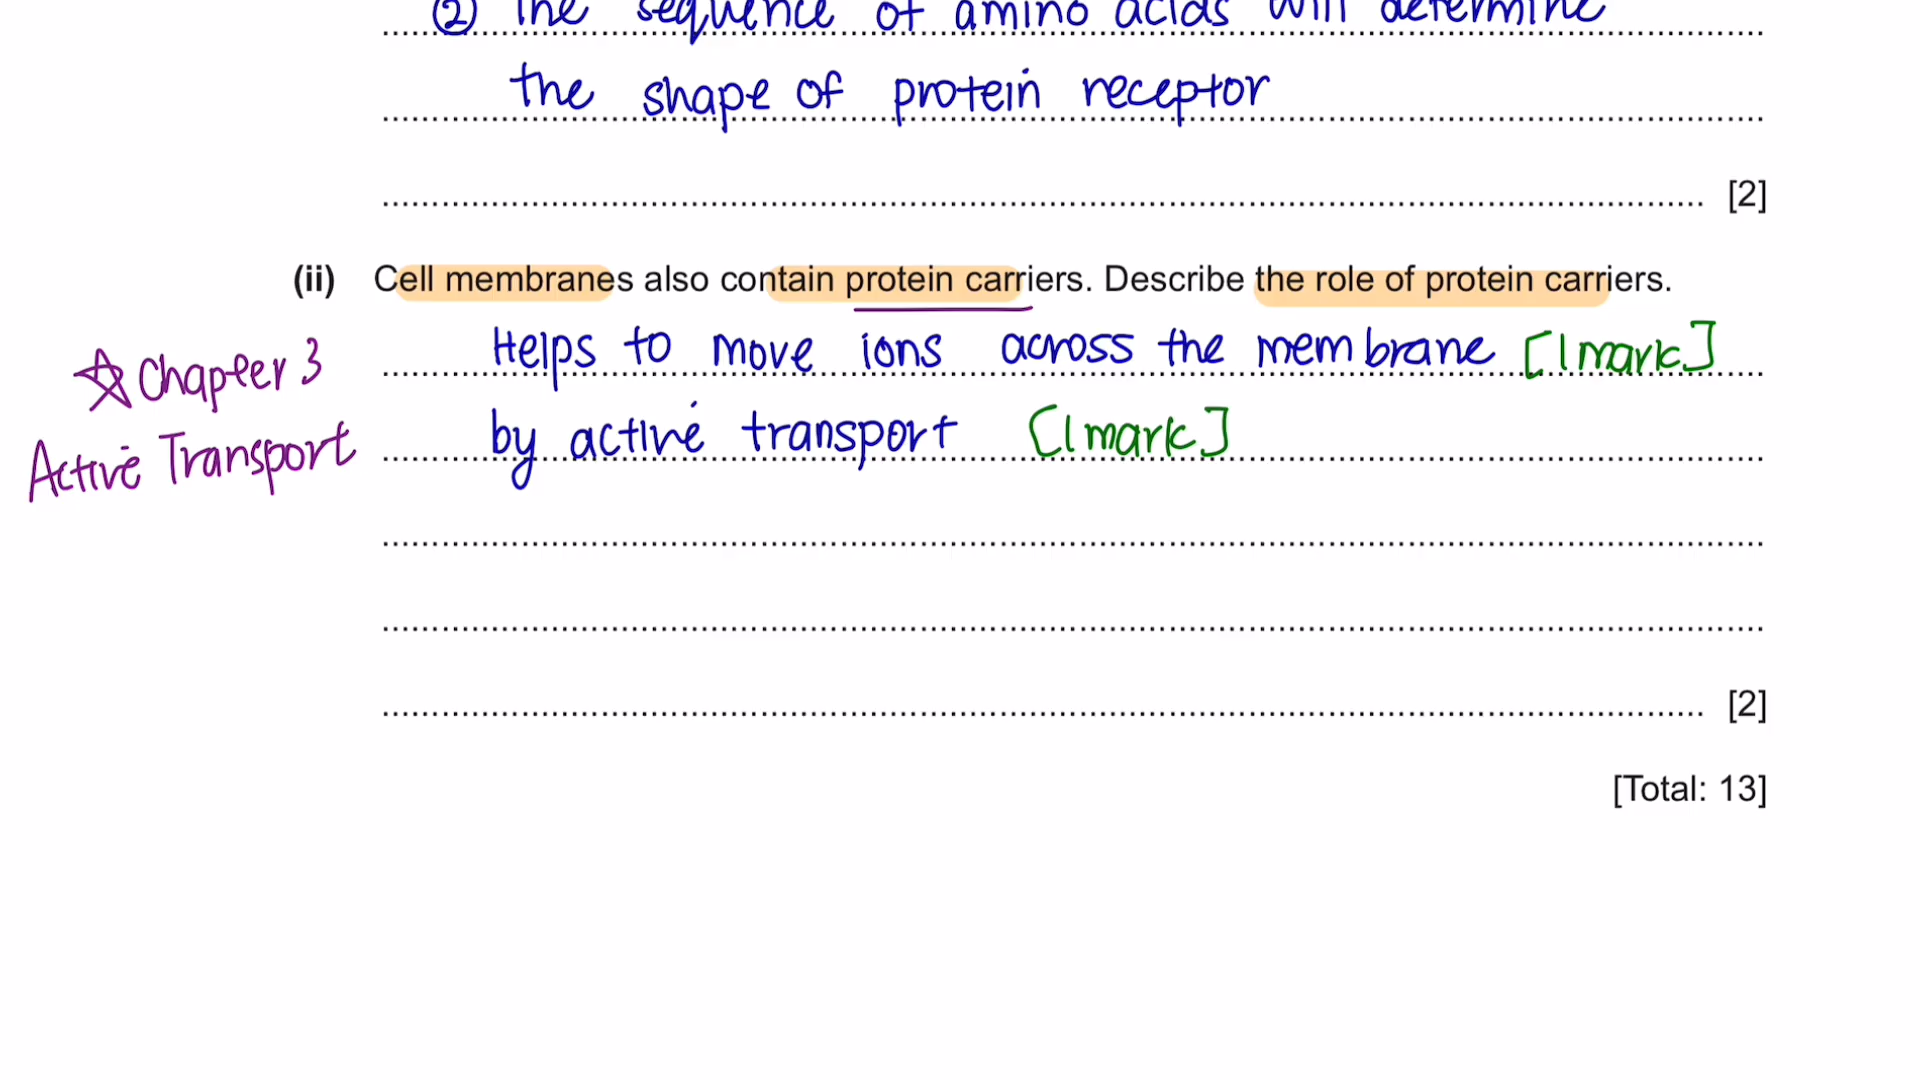 ② The sequence of amino acids will determine
the shape of protein receptor
[2]
(ii) Cell membranes also contain protein carriers. Describe the role of protein carriers.
Helps to move ions across the membrane [1 mark]
☆ Chapter 3
by active transport [1 mark]
Active Transport
[2]
[Total: 13]